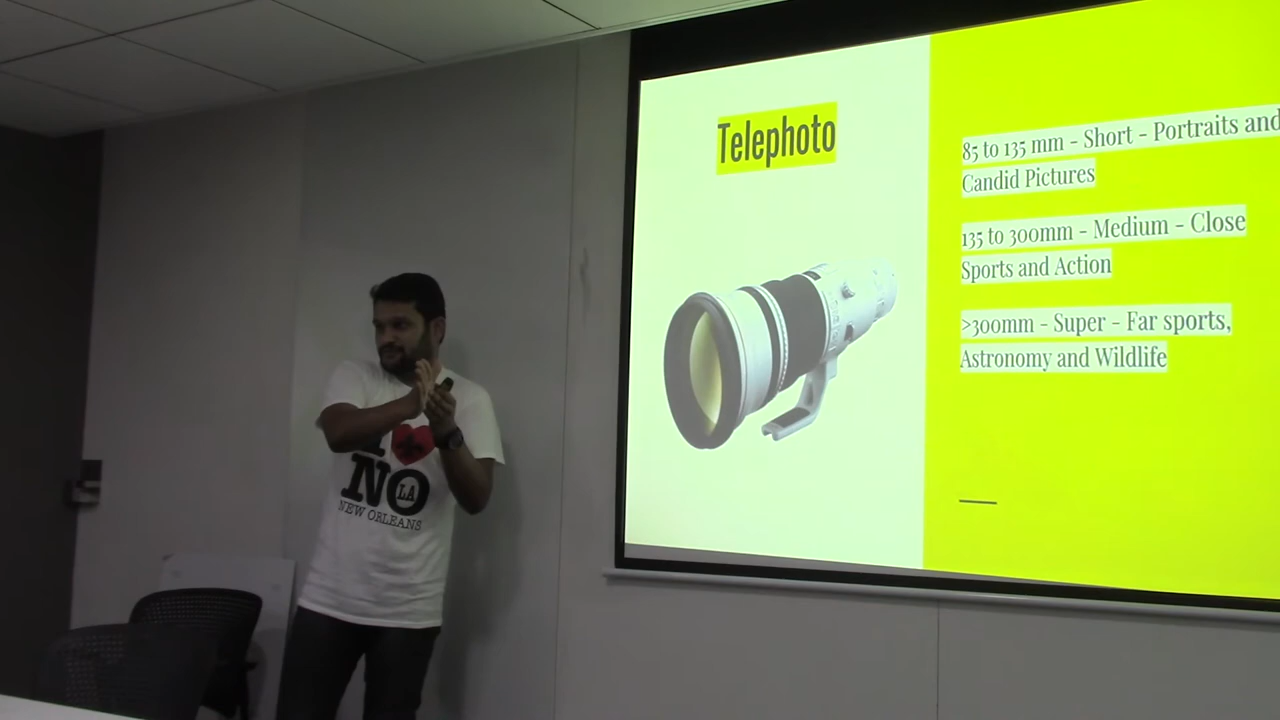 Telephoto
85 to 135 mm - Short - Portraits and
Candid Pictures
135 to 300mm - Medium - Close
Sports and Action
>300mm - Super - Far sports,
Astronomy and Wildlife
I
NO
LA
NEW ORLEANS